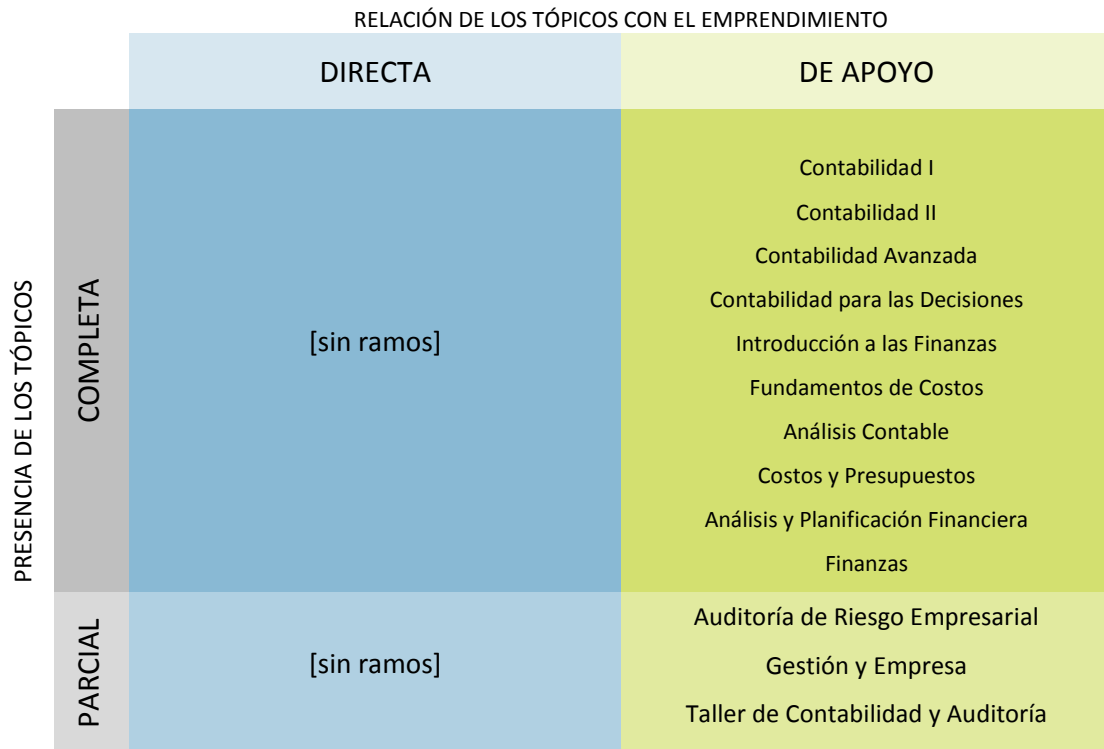 RELACIÓN DE LOS TÓPICOS CON EL EMPRENDIMIENTO
DIRECTA
DE APOYO
PRESENCIA DE LOS TÓPICOS
COMPLETA
[sin ramos]
Contabilidad I
Contabilidad II
Contabilidad Avanzada
Contabilidad para las Decisiones
Introducción a las Finanzas
Fundamentos de Costos
Análisis Contable
Costos y Presupuestos
Análisis y Planificación Financiera
Finanzas
PARCIAL
[sin ramos]
Auditoría de Riesgo Empresarial
Gestión y Empresa
Taller de Contabilidad y Auditoría